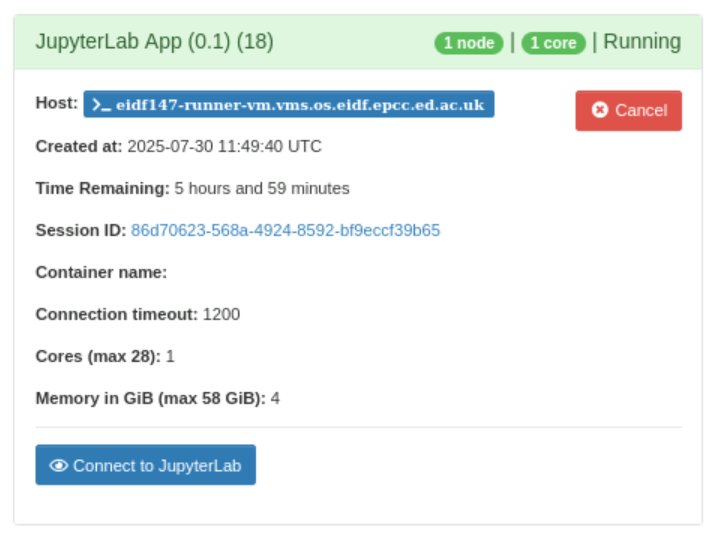 JupyterLab App (0.1) (18) 1 node | 1 core | Running
Host: >_ eidf147-runner-vm.vms.os.eidf.epcc.ed.ac.uk Cancel
Created at: 2025-07-30 11:49:40 UTC
Time Remaining: 5 hours and 59 minutes
Session ID: 86d70623-568a-4924-8592-bf9eccf39b65
Container name:
Connection timeout: 1200
Cores (max 28): 1
Memory in GiB (max 58 GiB): 4
Connect to JupyterLab